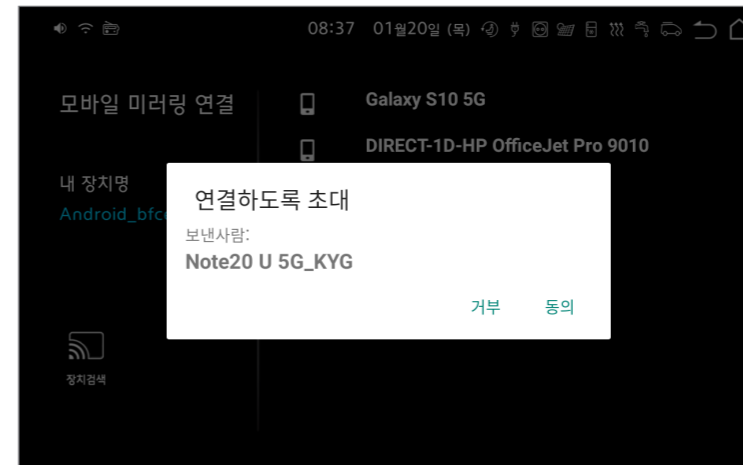 08:37 01월20일 (목)
모바일 미러링 연결
Galaxy S10 5G
DIRECT-1D-HP OfficeJet Pro 9010
내 장치명
Android_bfce
연결하도록 초대
보낸사람:
Note20 U 5G_KYG
거부 동의
장치검색